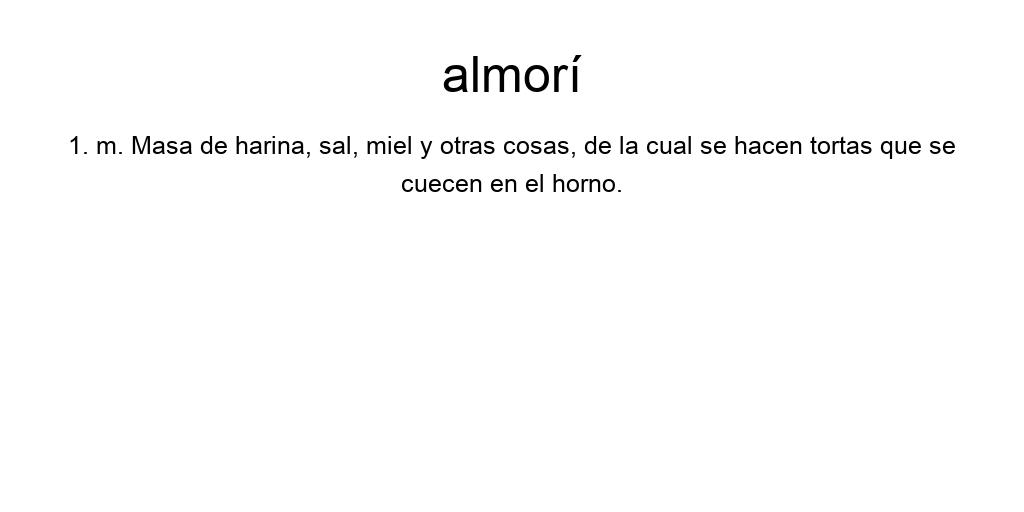 almorí
1. m. Masa de harina, sal, miel y otras cosas, de la cual se hacen tortas que se
cuecen en el horno.